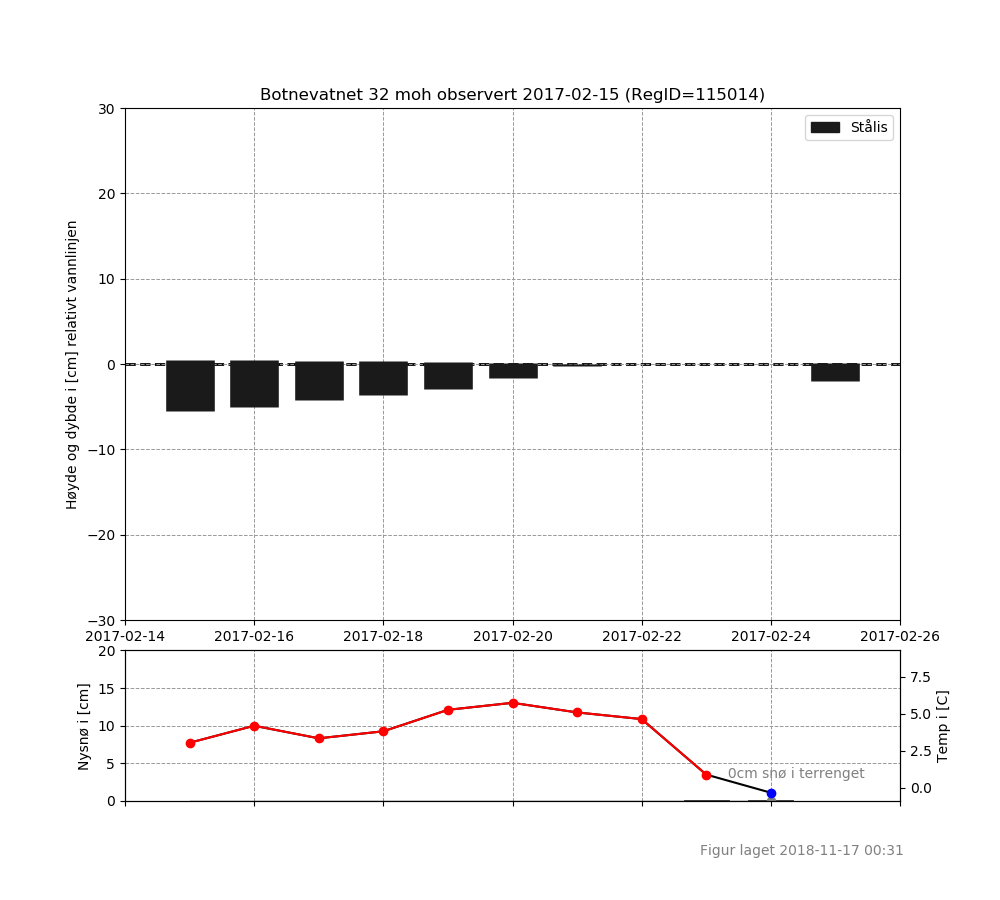 Botnevatnet 32 moh observert 2017-02-15 (RegID=115014)
Stålis
Høyde og dybde i [cm] relativt vannlinjen
30
20
10
0
−10
−20
−30
2017-02-14 2017-02-16 2017-02-18 2017-02-20 2017-02-22 2017-02-24 2017-02-26
Nysnø i [cm]
20
15
10
5
0
7.5
5.0
2.5
0.0
Temp i [C]
0cm snø i terrenget
Figur laget 2018-11-17 00:31